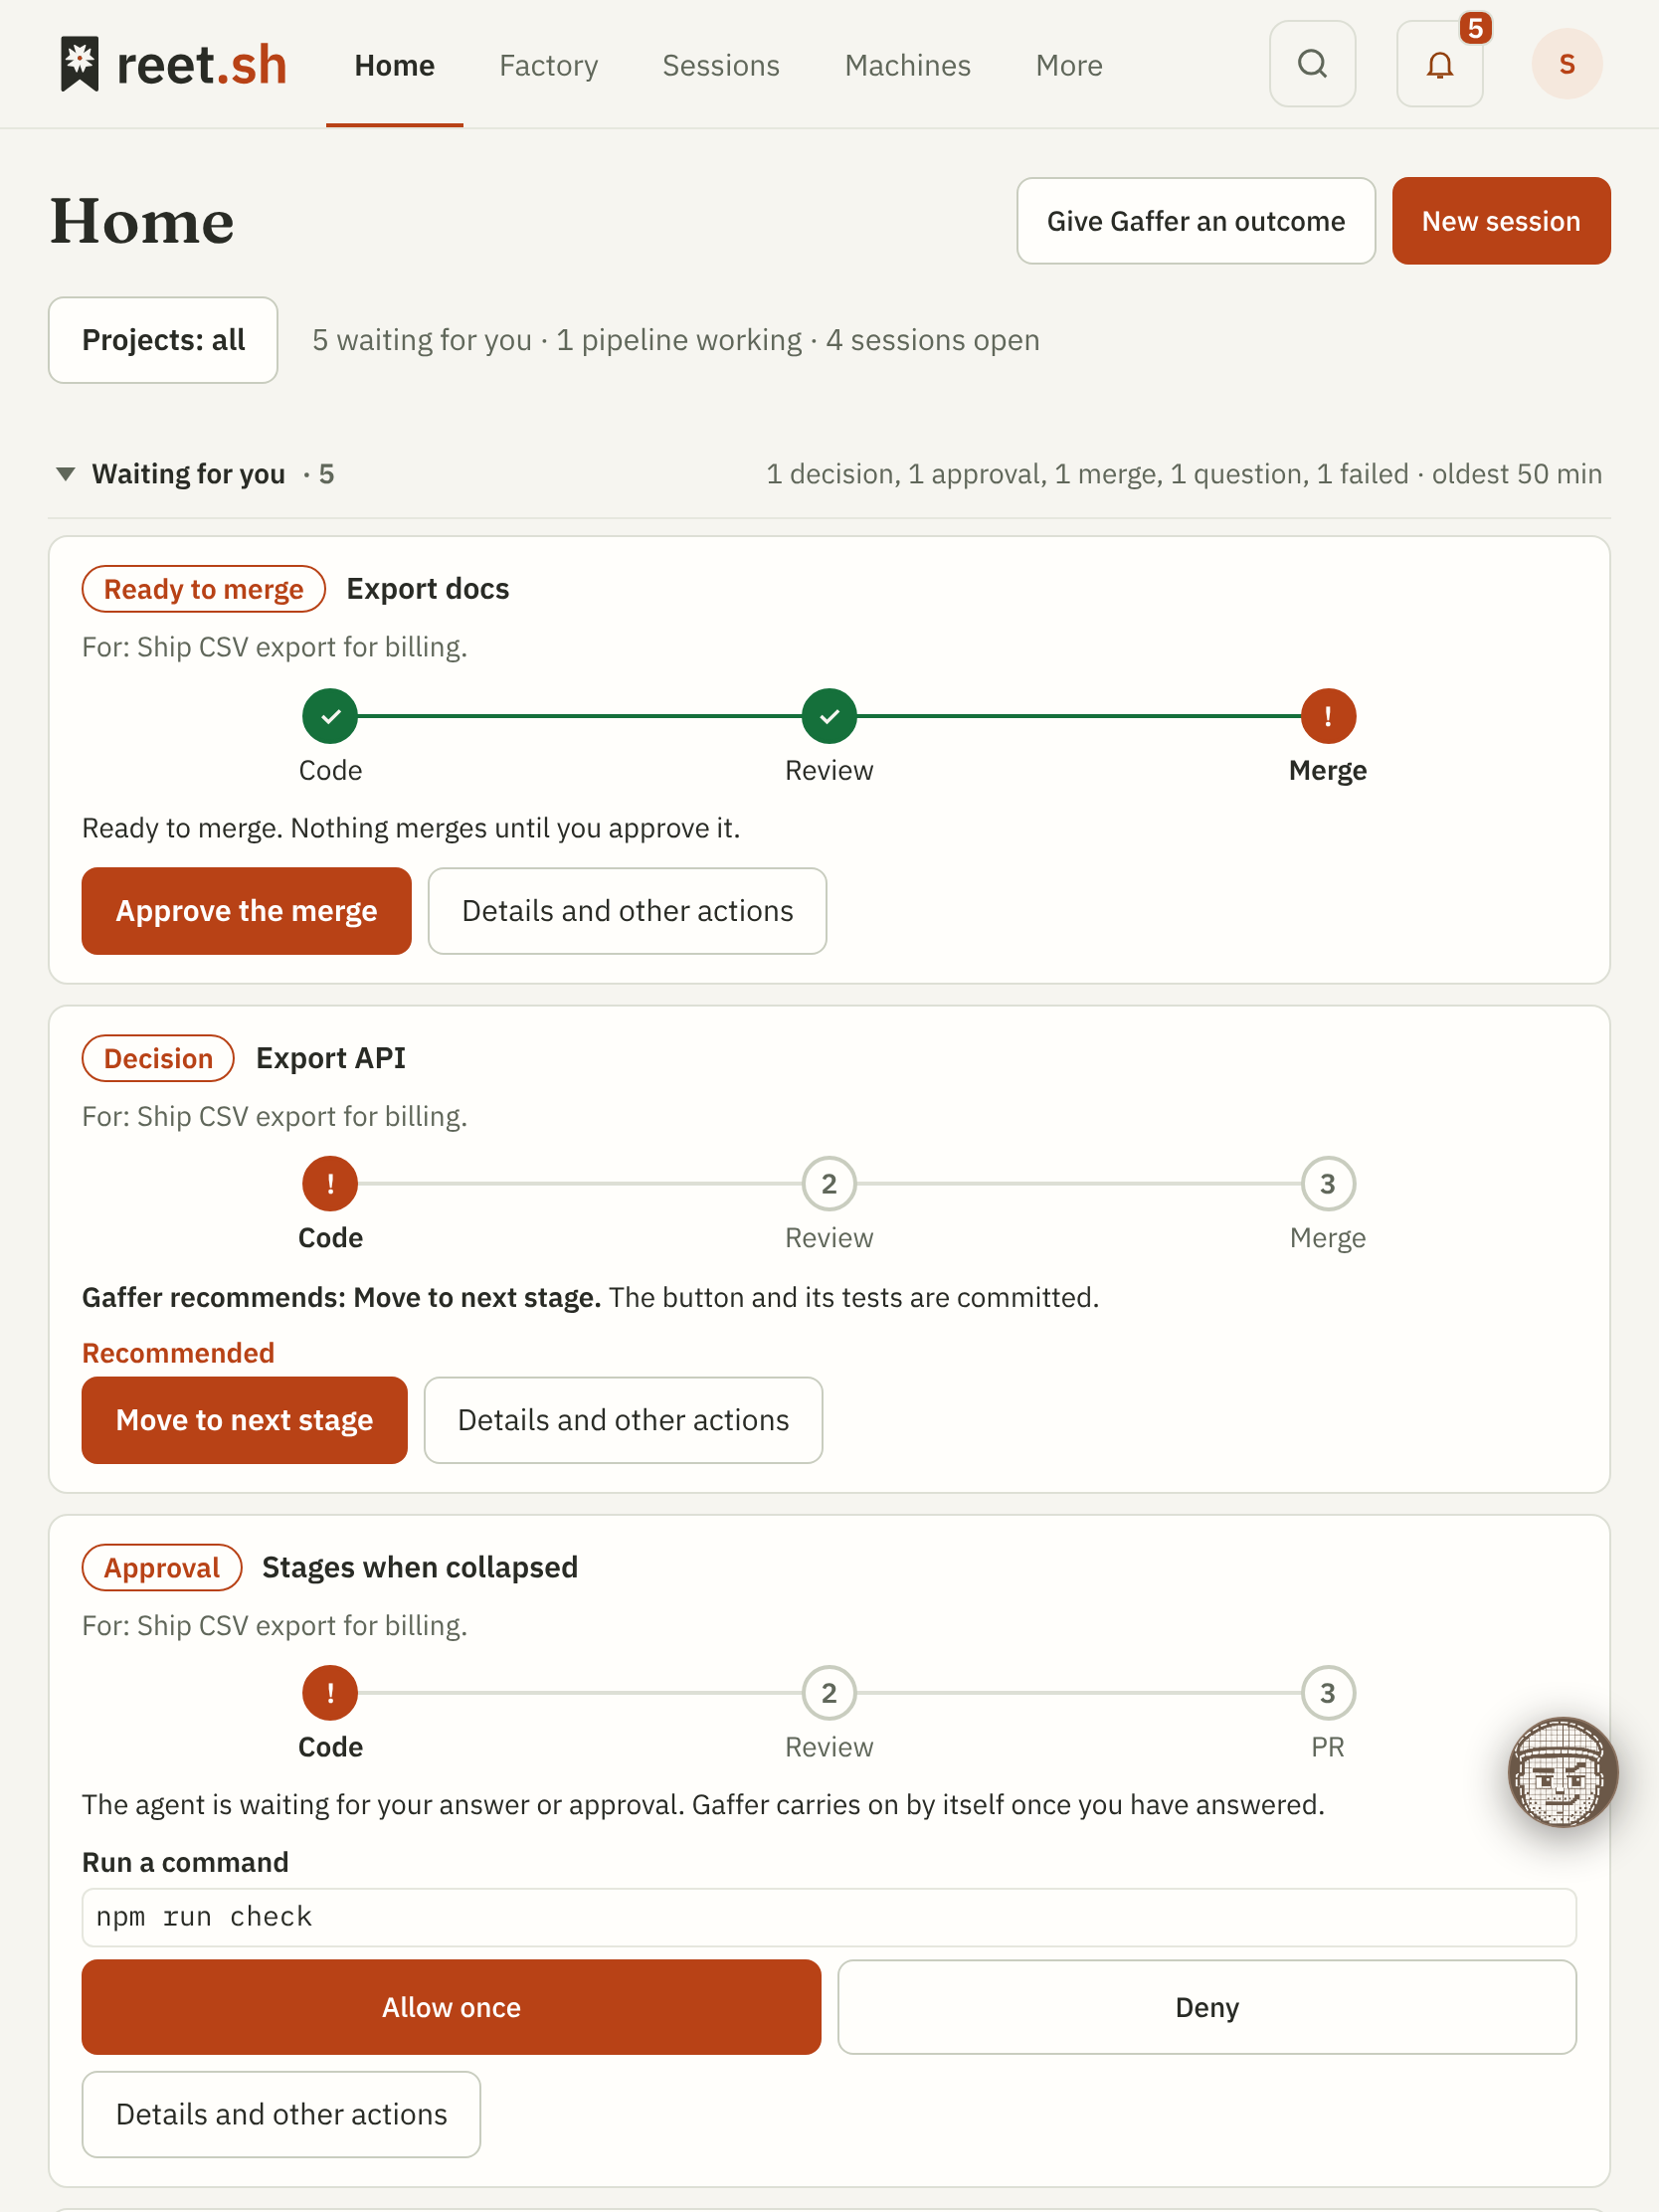 reet.sh
Home
Factory
Sessions
Machines
More
5
S
Home
Give Gaffer an outcome
New session
Projects: all
5 waiting for you · 1 pipeline working · 4 sessions open
Waiting for you · 5
1 decision, 1 approval, 1 merge, 1 question, 1 failed · oldest 50 min
Ready to merge Export docs
For: Ship CSV export for billing.
!
Code Review Merge
Ready to merge. Nothing merges until you approve it.
Approve the merge
Details and other actions
Decision Export API
For: Ship CSV export for billing.
! 2 3
Code Review Merge
Gaffer recommends: Move to next stage. The button and its tests are committed.
Recommended
Move to next stage
Details and other actions
Approval Stages when collapsed
For: Ship CSV export for billing.
! 2 3
Code Review PR
The agent is waiting for your answer or approval. Gaffer carries on by itself once you have answered.
Run a command
npm run check
Allow once
Deny
Details and other actions